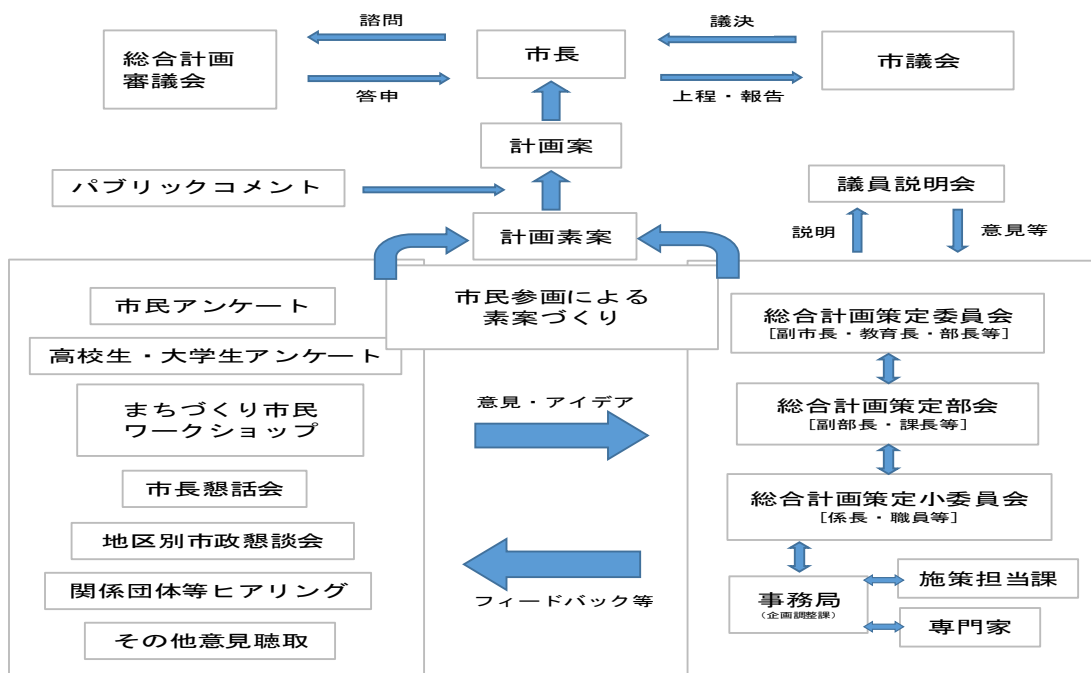 諮問
議決
総合計画
審議会
市長
市議会
答申
上程・報告
計画案
パブリックコメント
議員説明会
計画素案
説明
意見等
市民参画による
素案づくり
市民アンケート
高校生・大学生アンケート
まちづくり市民
ワークショップ
市長懇話会
地区別市政懇談会
関係団体等ヒアリング
その他意見聴取
意見・アイデア
フィードバック等
総合計画策定委員会
[副市長・教育長・部長等]
総合計画策定部会
[副部長・課長等]
総合計画策定小委員会
[係長・職員等]
事務局
(企画調整課)
施策担当課
専門家